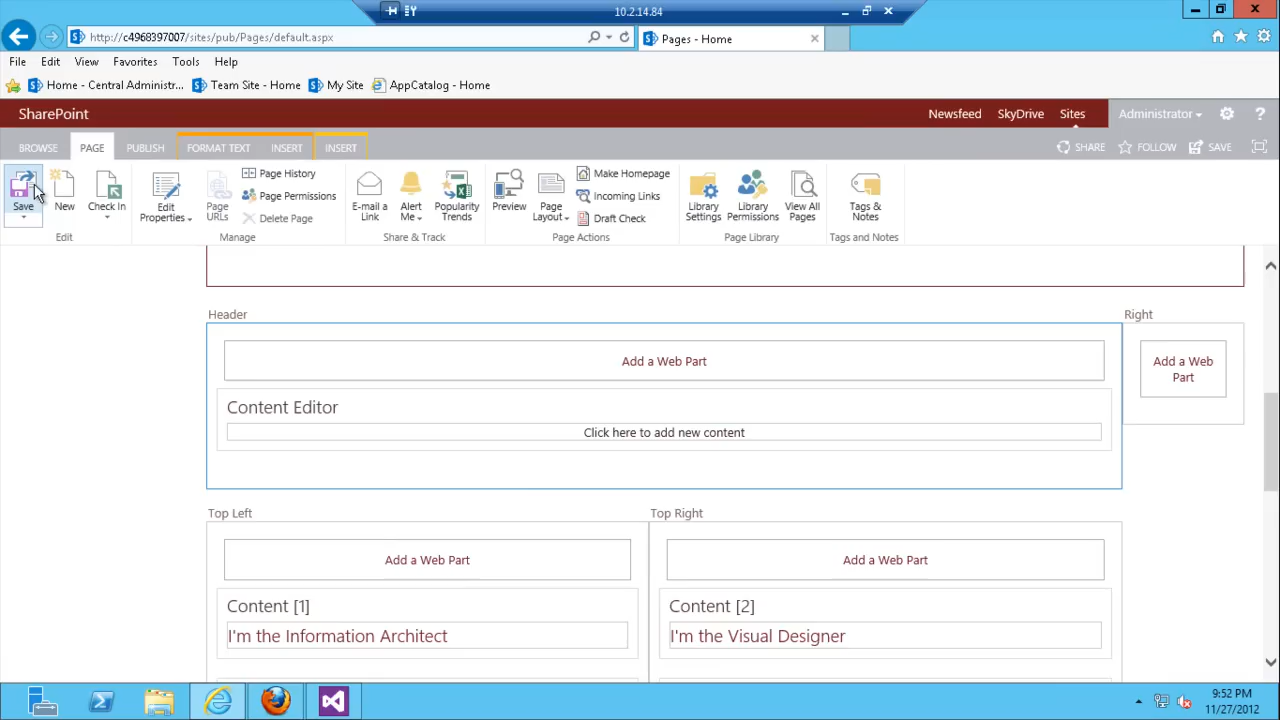 10.2.14.84
http://c4968397007/sites/pub/Pages/default.aspx
Pages - Home
File Edit View Favorites Tools Help
Home - Central Administr... Team Site - Home My Site AppCatalog - Home
SharePoint Newsfeed SkyDrive Sites Administrator ?
BROWSE PAGE PUBLISH FORMAT TEXT INSERT INSERT SHARE FOLLOW SAVE
Save New Check In
Edit Properties Page URLs Page History Page Permissions Delete Page
E-mail a Link Alert Me Popularity Trends
Preview Page Layout Make Homepage Incoming Links Draft Check
Library Settings Library Permissions View All Pages Tags & Notes
Edit Manage Share & Track Page Actions Page Library Tags and Notes
Header Right
Add a Web Part Add a Web Part
Content Editor
Click here to add new content
Top Left Top Right
Add a Web Part Add a Web Part
Content [1] Content [2]
I'm the Information Architect I'm the Visual Designer
9:52 PM
11/27/2012